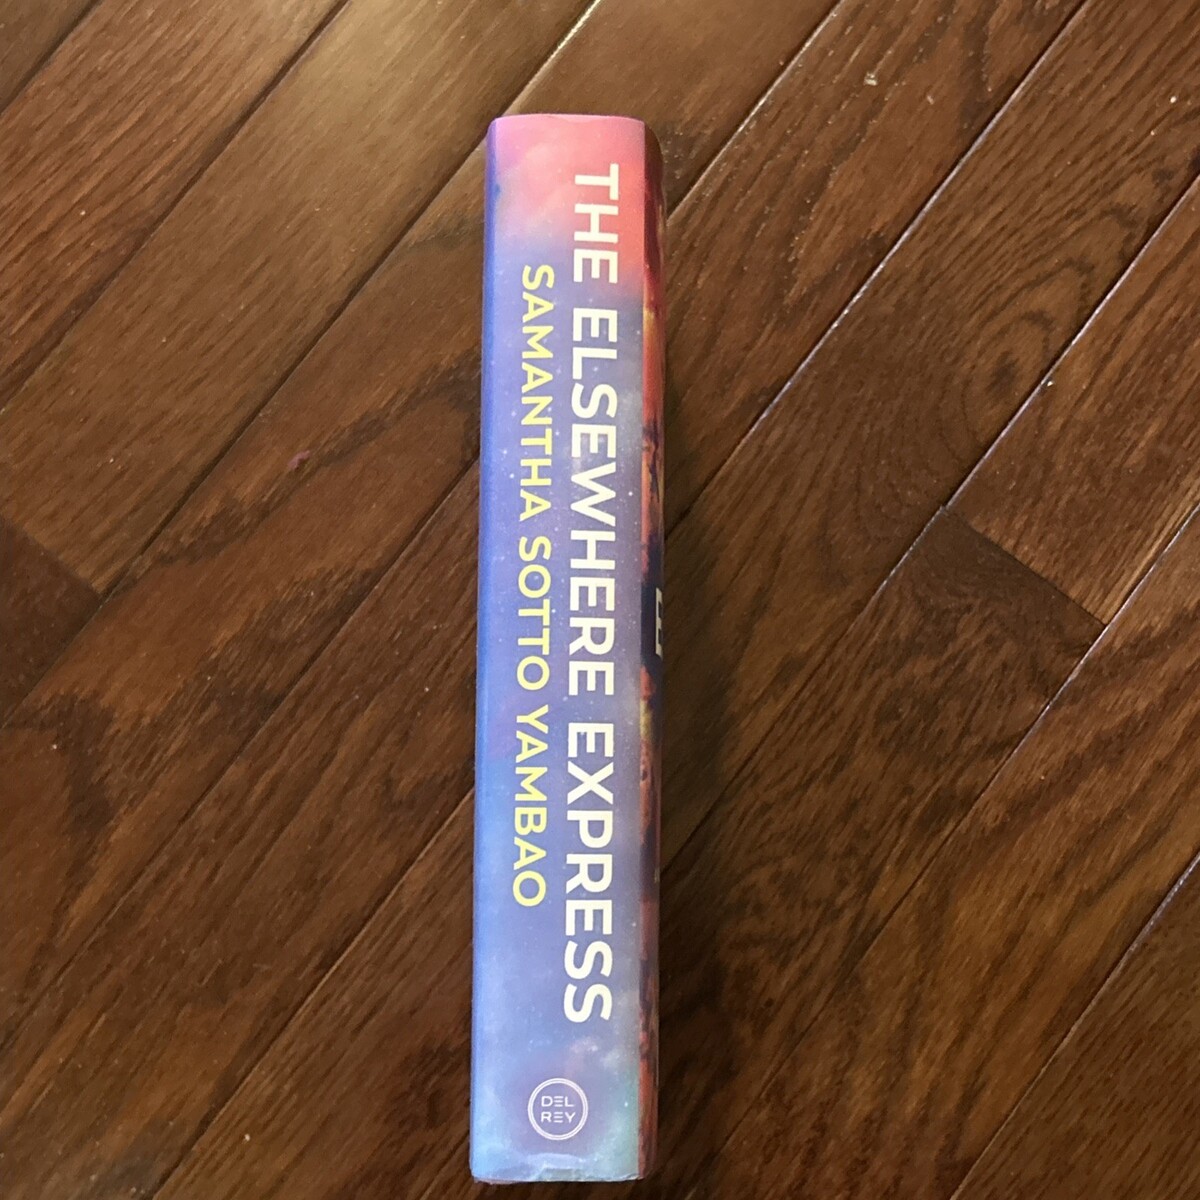 THE ELSEWHERE EXPRESS
SAMANTHA SOTTO YAMBAO
DEL
REY